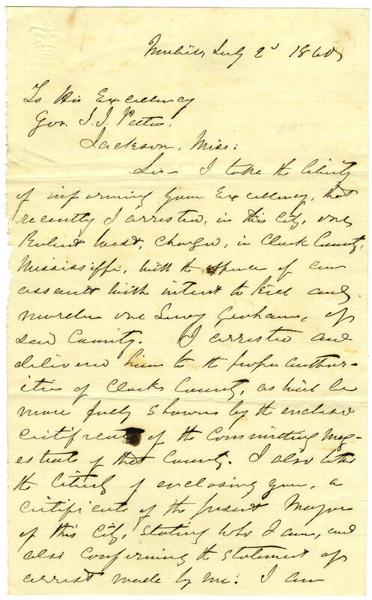 Mobile July 2d 1860
To His Excellency
Gov. J. J. Pettus.
Jackson, Miss:
Sir - I take the liberty
of informing your Excellency, that
recently I arrested, in this City, one
Robert West, charged, in Clark County,
Mississippi, with the offence of an
assault with intent to kill and
murder one Levy Graham, of
said County. I arrested and
delivered him to the proper author-
ities of Clark County, as will be
more fully shown by the enclosed
certificate of the Committing Mag-
istrate of that County. I also take
the liberty of enclosing you, a
certificate of the present Mayor
of this City, stating who I am, and
also confirming the statement of
arrest made by me: I am